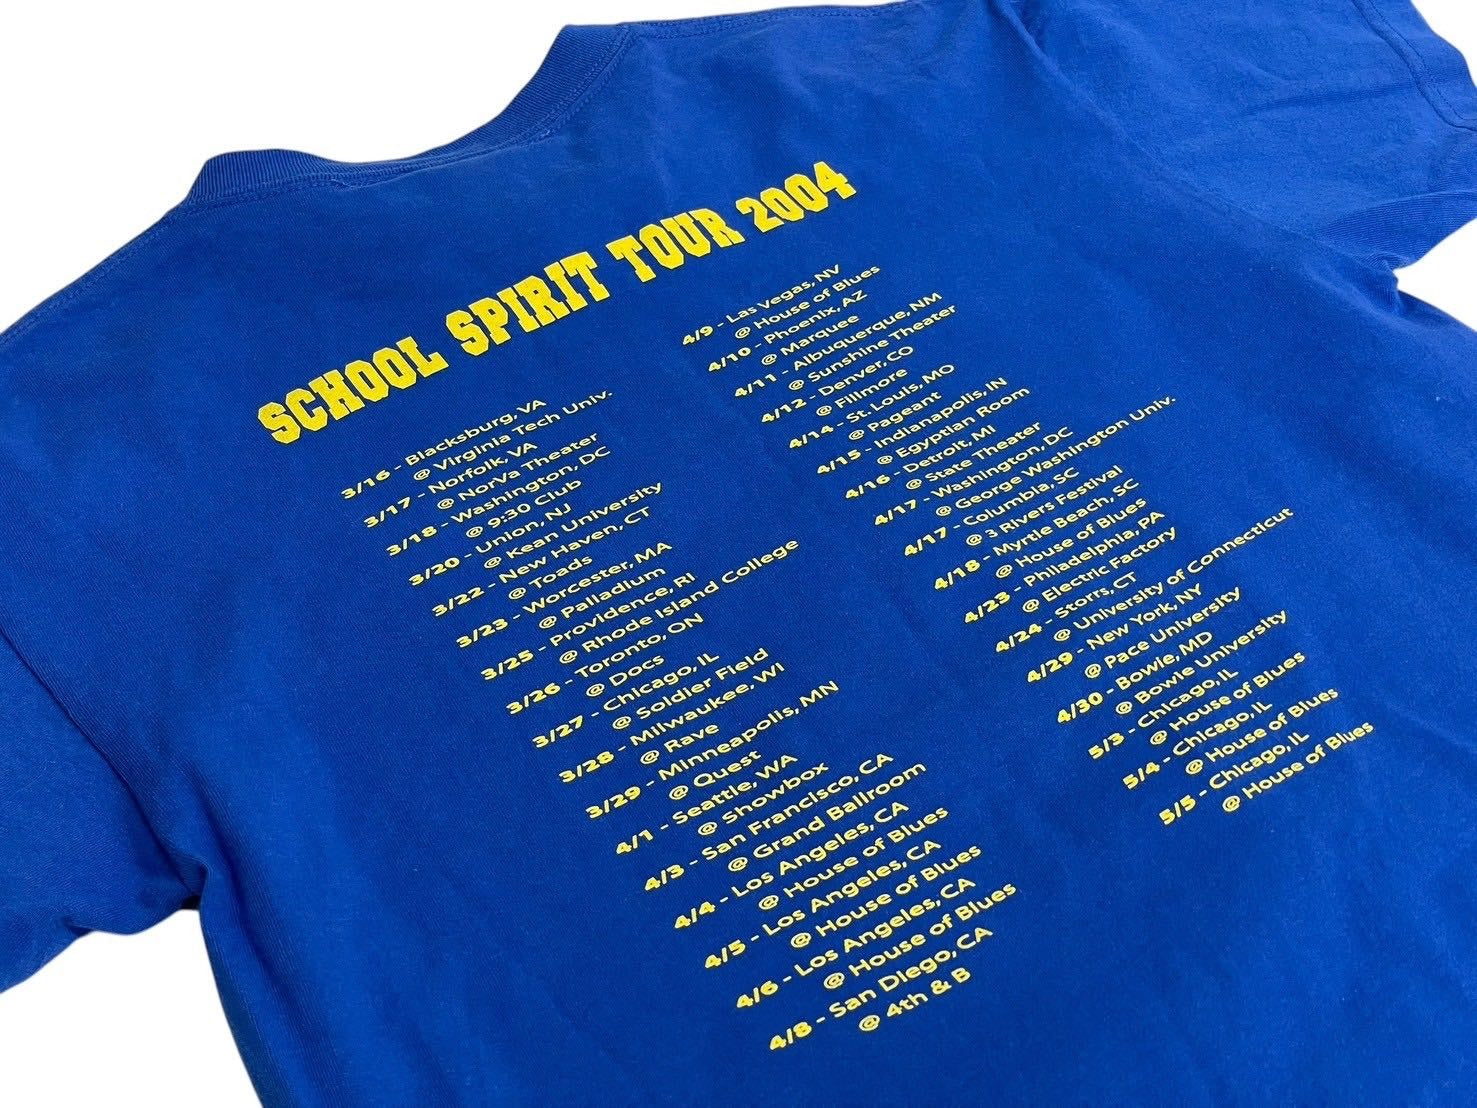 SCHOOL SPIRIT TOUR 2004
3/16 - Blacksburg, VA
@ Virginia Tech Univ.
3/17 - Norfolk, VA
@ NorVa Theater
3/18 - Washington, DC
@ 9:30 Club
3/20 - Union, NJ
@ Kean University
3/22 - New Haven, CT
@ Toads
3/23 - Worcester, MA
@ Palladium
3/25 - Providence, RI
@ Rhode Island College
3/26 - Toronto, ON
@ Docs
3/27 - Chicago, IL
@ Soldier Field
3/28 - Milwaukee, WI
@ Rave
3/29 - Minneapolis, MN
@ Quest
4/1 - Seattle, WA
@ Showbox
4/3 - San Francisco, CA
@ Grand Ballroom
4/4 - Los Angeles, CA
@ House of Blues
4/5 - Los Angeles, CA
@ House of Blues
4/6 - Los Angeles, CA
@ House of Blues
4/8 - San Diego, CA
@ 4th & B
4/9 - Las Vegas, NV
@ House of Blues
4/10 - Phoenix, AZ
@ Marquee
4/11 - Albuquerque, NM
@ Sunshine Theater
4/12 - Denver, CO
@ Fillmore
4/14 - St. Louis, MO
@ Pageant
4/15 - Indianapolis, IN
@ Egyptian Room
4/16 - Detroit, MI
@ State Theater
4/17 - Washington, DC
@ George Washington Univ.
4/17 - Columbia, SC
@ 3 Rivers Festival
4/18 - Myrtle Beach, SC
@ House of Blues
4/23 - Philadelphia, PA
@ Electric Factory
4/24 - Storrs, CT
@ University of Connecticut
4/29 - New York, NY
@ Pace University
4/30 - Bowie, MD
@ Bowie University
5/3 - Chicago, IL
@ House of Blues
5/4 - Chicago, IL
@ House of Blues
5/5 - Chicago, IL
@ House of Blues